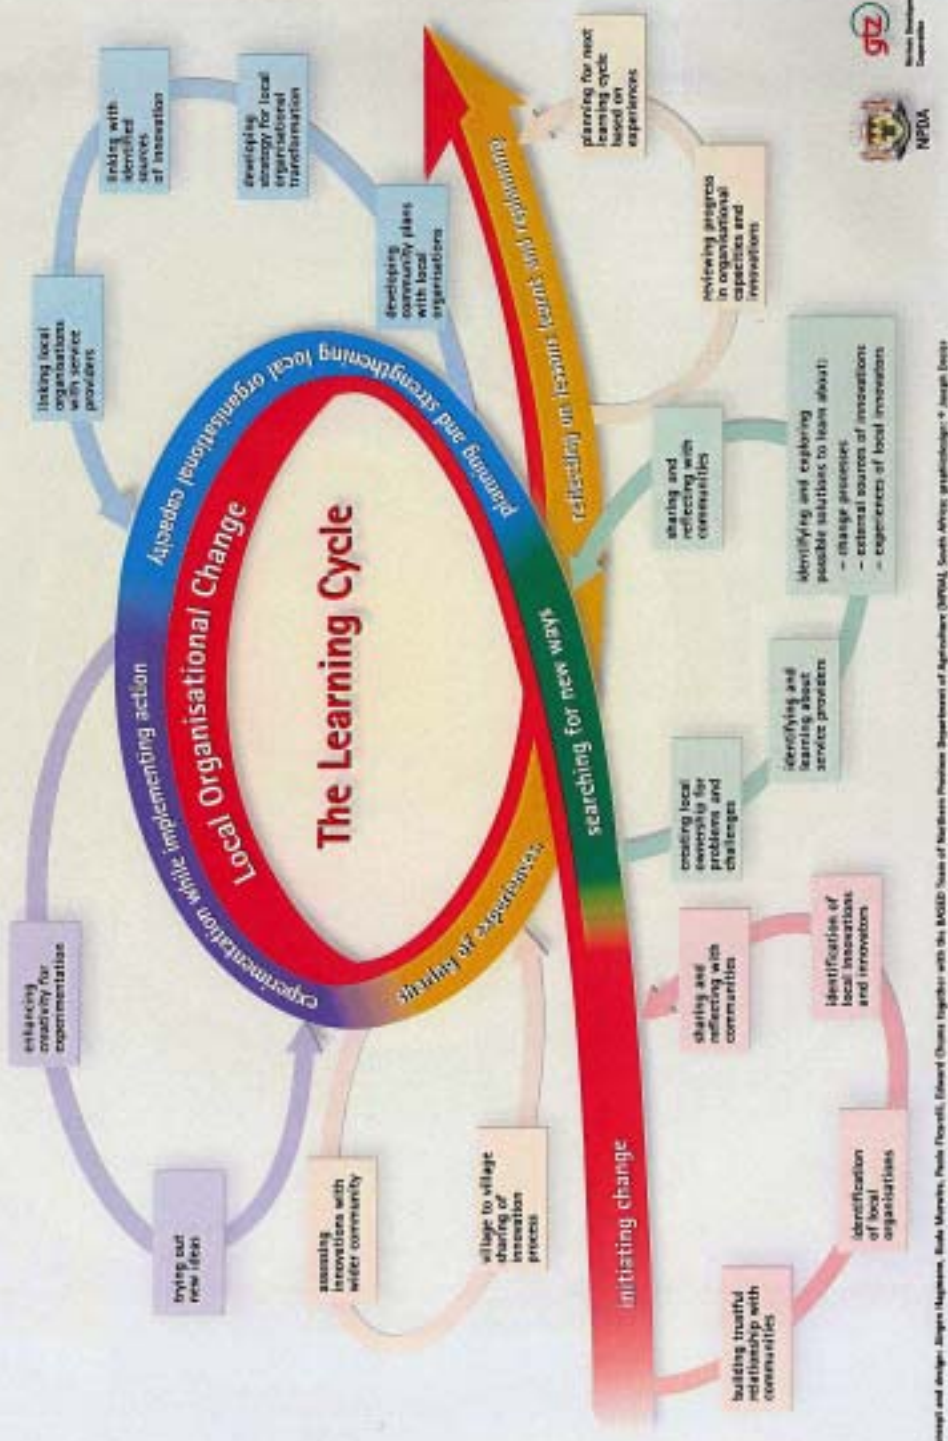 The Learning Cycle
Local Organisational Change
initiating change
building trustful
relationship with
communities
identification
of local
organisations
identification of
local innovations
and innovators
sharing and
reflecting with
communities
searching for new ways
creating local
ownership for
problems and
challenges
identifying and
learning about
service providers
identifying and exploring
possible solutions to learn about:
– change processes
– external sources of innovations
– experiences of local innovators
sharing and
reflecting with
communities
planning and strengthening local organisational capacity
developing
community plans
with local
organisations
developing
strategy for local
organisational
transformation
linking with
identified
sources
of innovation
linking local
organisations
with service
providers
experimentation while implementing action
enhancing
creativity for
experimentation
trying out
new ideas
sharing of experiences
assessing
innovations with
wider community
village to village
sharing of
innovation
process
reflecting on lessons learnt and replanning
reviewing progress
in organisational
capacities and
innovations
planning for next
learning cycle
based on
experiences
NPDA
gtz